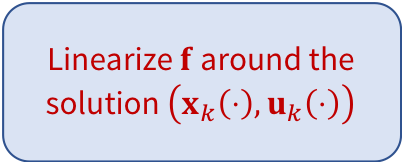 Linearize f around the
solution (𝐱ₖ(·), 𝐮ₖ(·))